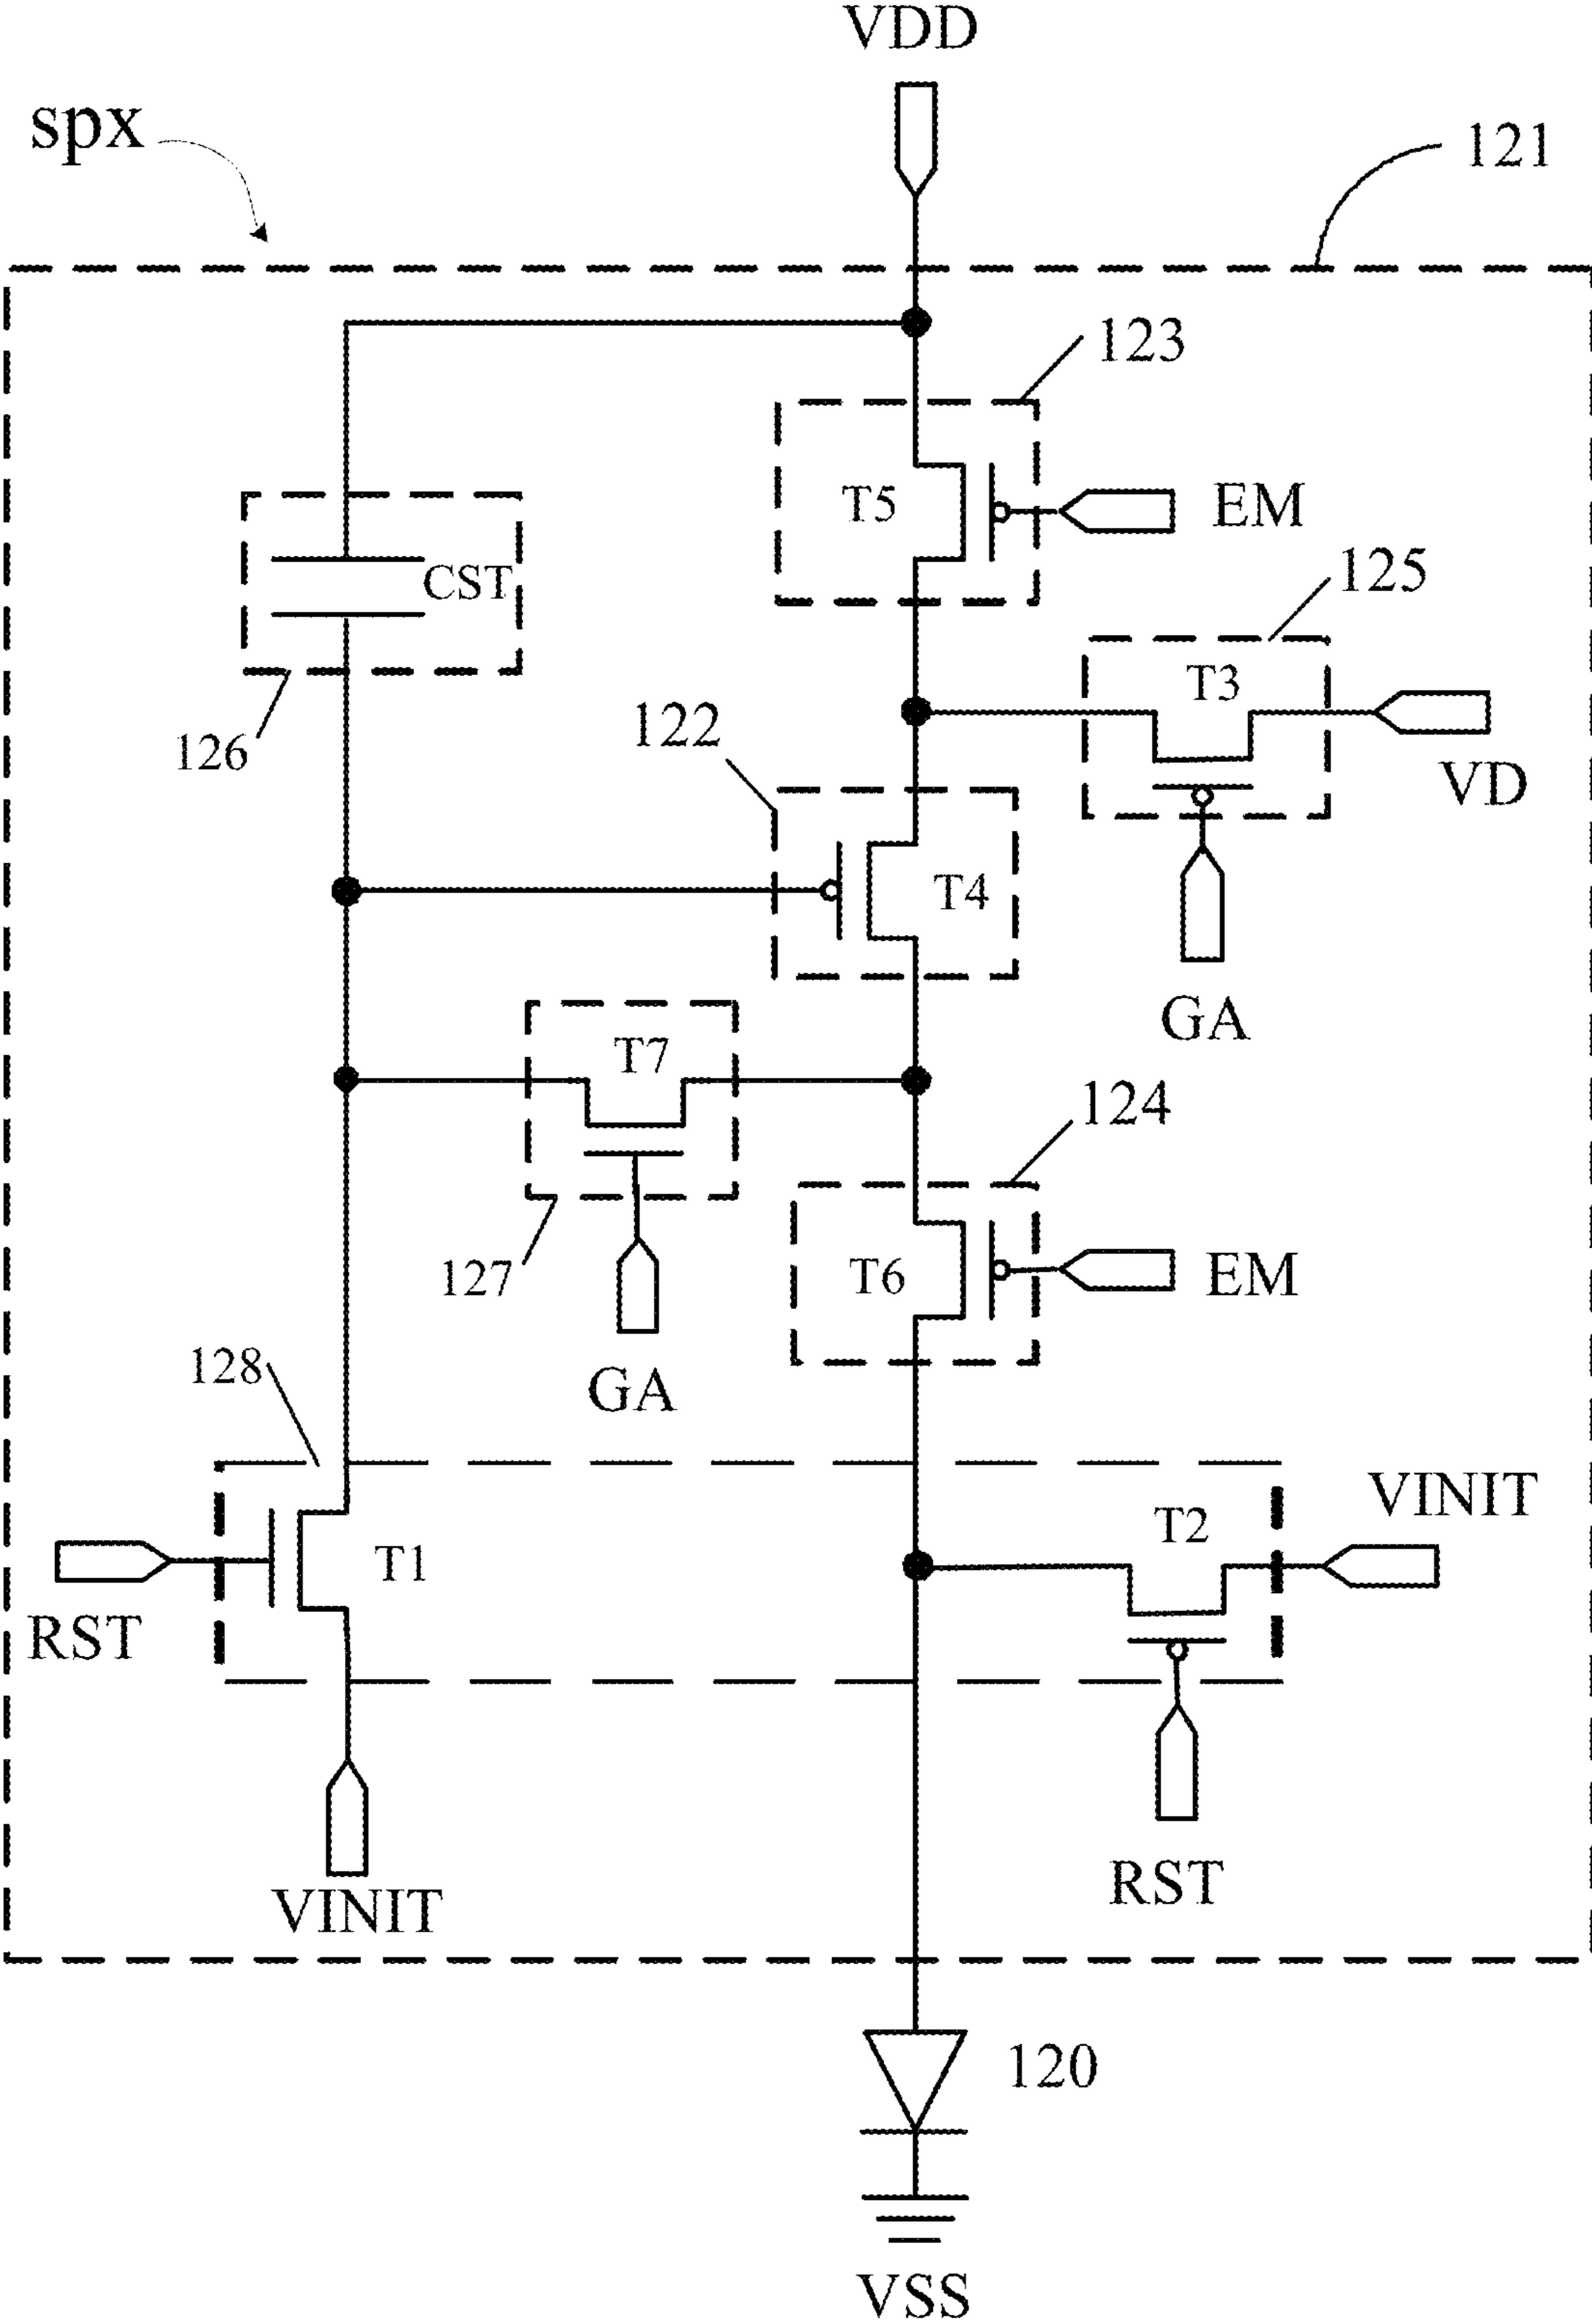 VDD
spx
121
123
T5
EM
CST
125
T3
126
122
VD
T4
GA
T7
124
127
T6
EM
128
GA
VINIT
T2
T1
RST
RST
VINIT
120
VSS